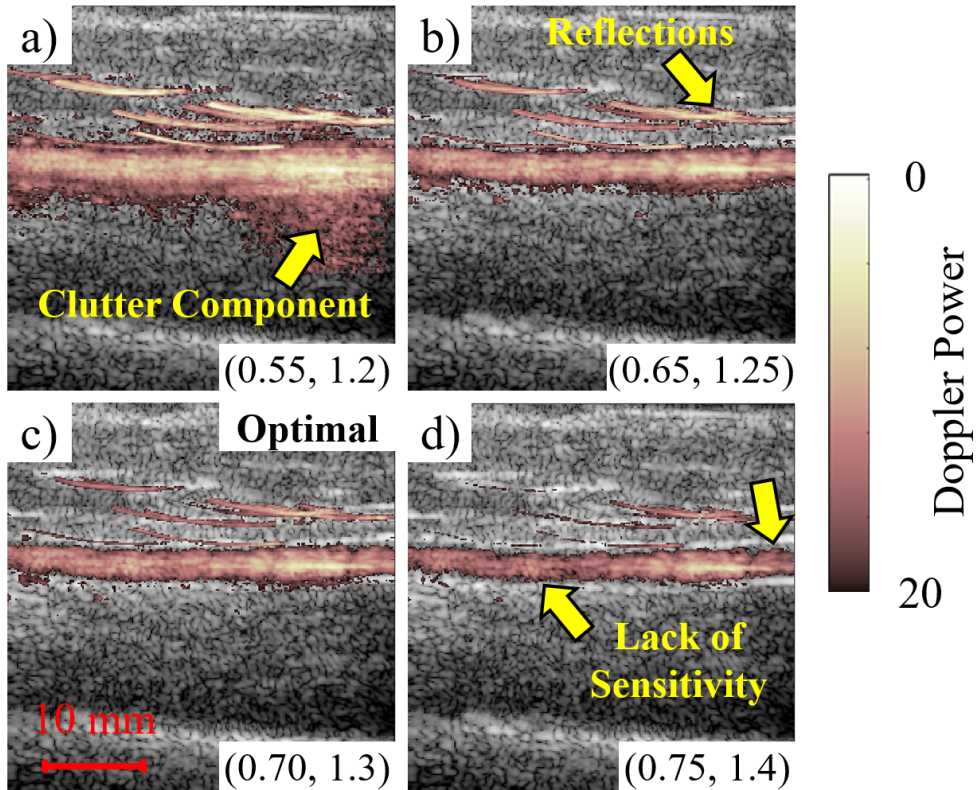 a)
Clutter Component
(0.55, 1.2)
b)
Reflections
(0.65, 1.25)
c)
Optimal
10 mm
(0.70, 1.3)
d)
Lack of
Sensitivity
(0.75, 1.4)
0
Doppler Power
20